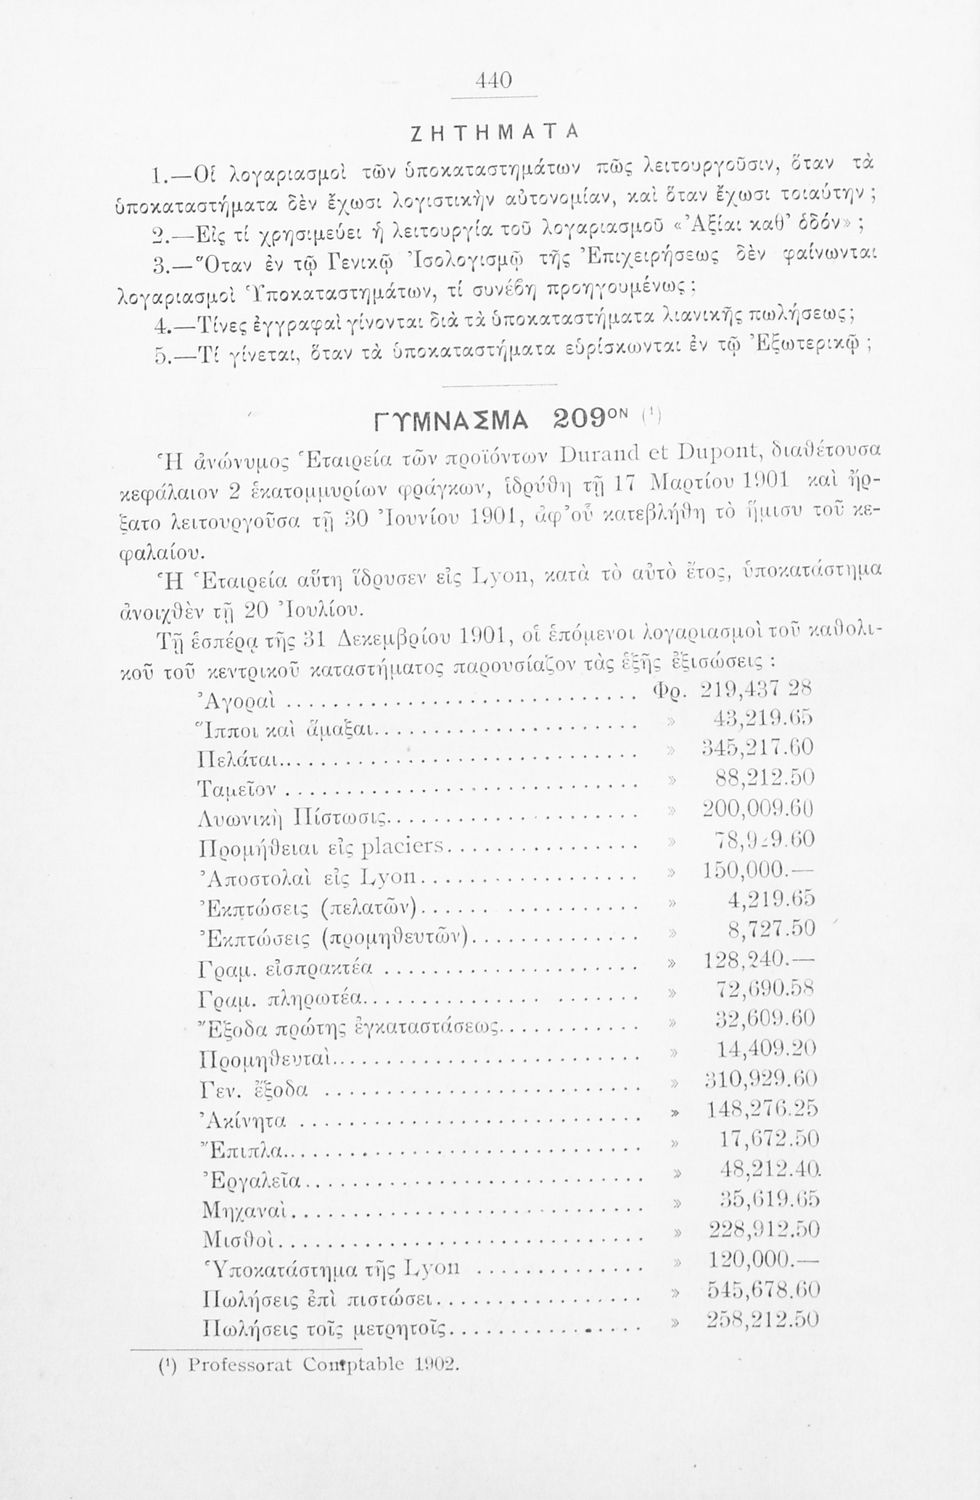 440
ΖΗΤΗΜΑΤΑ
1.—Οἱ λογαριασμοὶ τῶν ὑποκαταστημάτων πῶς λειτουργοῦσιν, ὅταν τὰ
ὑποκαταστήματα δὲν ἔχωσι λογιστικὴν αὐτονομίαν, καὶ ὅταν ἔχωσι τοιαύτην ;
2.—Εἰς τί χρησιμεύει ἡ λειτουργία τοῦ λογαριασμοῦ «Ἀξίαι καθ’ ὁδόν» ;
3.—Ὅταν ἐν τῷ Γενικῷ Ἰσολογισμῷ τῆς Ἐπιχειρήσεως δὲν φαίνωνται
λογαριασμοὶ Ὑποκαταστημάτων, τί συνέβη προηγουμένως ;
4.—Τίνες ἐγγραφαὶ γίνονται διὰ τὰ ὑποκαταστήματα λιανικῆς πωλήσεως ;
5.—Τί γίνεται, ὅταν τὰ ὑποκαταστήματα εὑρίσκωνται ἐν τῷ Ἐξωτερικῷ ;
ΓΥΜΝΑΣΜΑ 209ΟΝ (¹)
Ἡ ἀνώνυμος Ἑταιρεία τῶν προϊόντων Durand et Dupont, διαθέτουσα
κεφάλαιον 2 ἑκατομμυρίων φράγκων, ἱδρύθη τῇ 17 Μαρτίου 1901 καὶ ἤρ-
ξατο λειτουργοῦσα τῇ 30 Ἰουνίου 1901, ἀφ’οὗ κατεβλήθη τὸ ἥμισυ τοῦ κε-
φαλαίου.
Ἡ Ἑταιρεία αὕτη ἵδρυσεν εἰς Lyon, κατὰ τὸ αὐτὸ ἔτος, ὑποκατάστημα
ἀνοιχθὲν τῇ 20 Ἰουλίου.
Τῇ ἑσπέρᾳ τῆς 31 Δεκεμβρίου 1901, οἱ ἑπόμενοι λογαριασμοὶ τοῦ καθολι-
κοῦ τοῦ κεντρικοῦ καταστήματος παρουσίαζον τὰς ἑξῆς ἐξισώσεις :
Ἀγοραὶ ........................... Φρ. 219,437 28
Ἵπποι καὶ ἅμαξαι........................... » 43,219.65
Πελάται........................... » 345,217.60
Ταμεῖον ........................... » 88,212.50
Λυωνικὴ Πίστωσις........................... » 200,009.60
Προμήθειαι εἰς placiers........................... »
Ἀποστολαὶ εἰς Lyon........................... » 150,000.—
Ἐκπτώσεις (πελατῶν)........................... » 4,219.65
Ἐκπτώσεις (προμηθευτῶν)........................... » 8,727.50
Γραμ. εἰσπρακτέα ........................... » 128,240.—
Γραμ. πληρωτέα........................... » 72,690.58
Ἔξοδα πρώτης ἐγκαταστάσεως........................... » 32,609.60
Προμηθευταὶ........................... » 14,409.20
Γεν. ἔξοδα ........................... » 310,929.60
Ἀκίνητα ........................... » 148,276.25
Ἔπιπλα........................... » 17,672.50
Ἐργαλεῖα........................... » 48,212.40.
Μηχαναὶ........................... » 35,619.65
Μισθοὶ........................... » 228,912.50
Ὑποκατάστημα τῆς Lyon ........................... » 120,000.—
Πωλήσεις ἐπὶ πιστώσει........................... » 545,678.60
Πωλήσεις τοῖς μετρητοῖς........................... » 258,212.50
(¹) Professorat Comptable 1902.